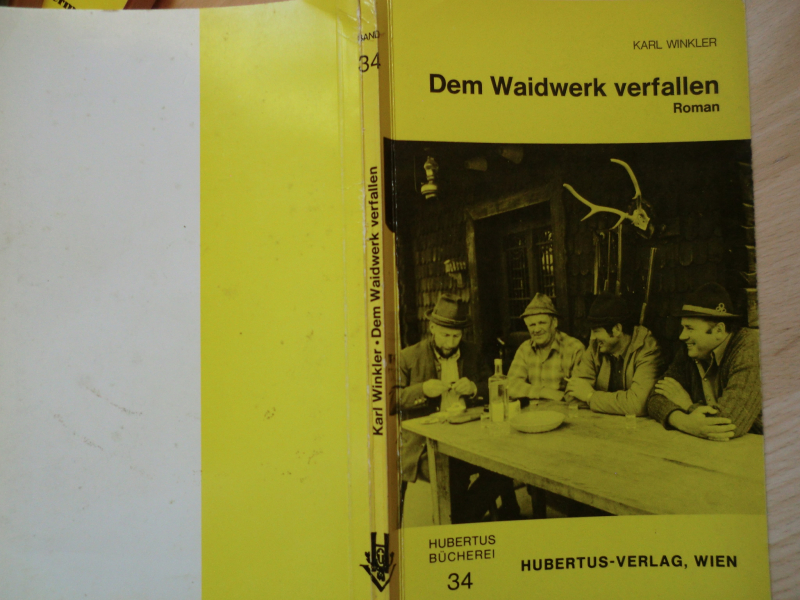 BAND
34
Karl Winkler • Dem Waidwerk verfallen
KARL WINKLER
Dem Waidwerk verfallen
Roman
HUBERTUS
BÜCHEREI
34
HUBERTUS-VERLAG, WIEN